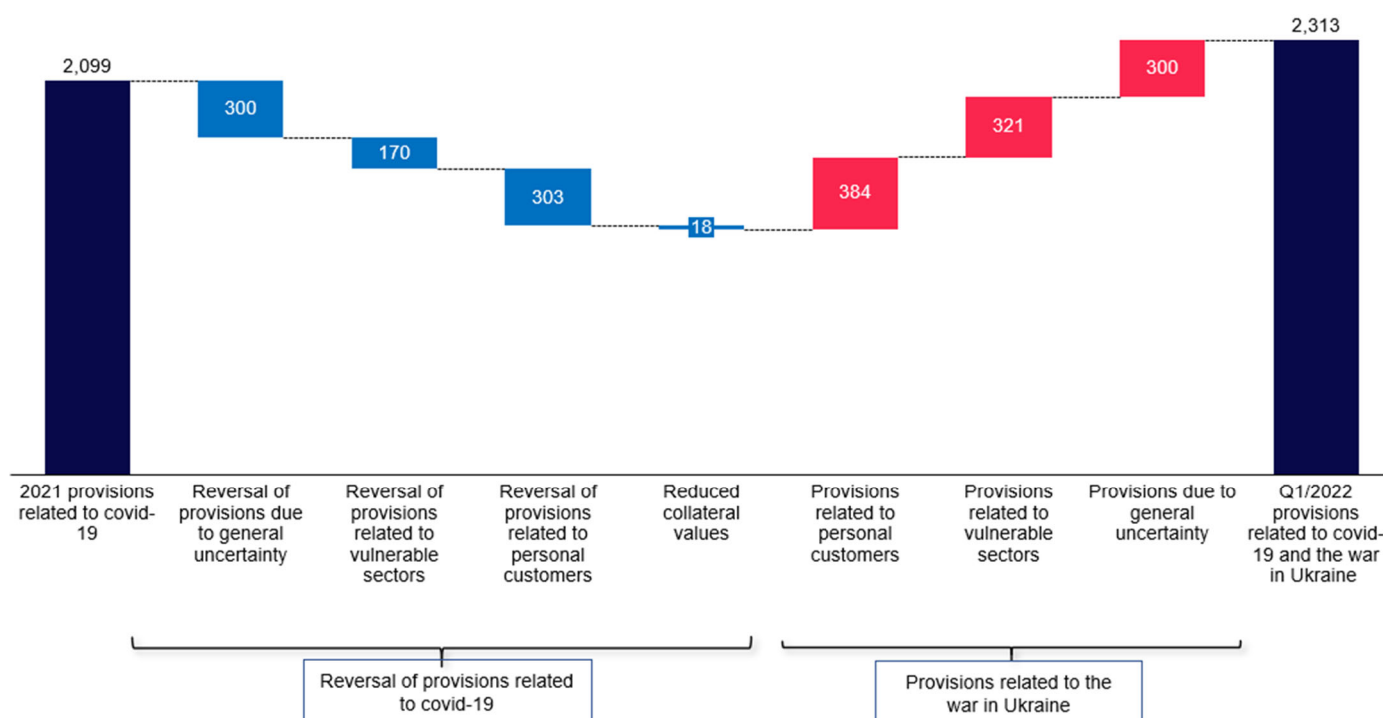 2,313
2,099
300
300
170
321
303
384
18
2021 provisions
related to covid-
19
Reversal of
provisions due
to general
uncertainty
Reversal of
provisions
related to
vulnerable
sectors
Reversal of
provisions
related to
personal
customers
Reduced
collateral
values
Provisions
related to
personal
customers
Provisions
related to
vulnerable
sectors
Provisions due to
general
uncertainty
Q1/2022
provisions
related to covid-
19 and the war
in Ukraine
Reversal of provisions related
to covid-19
Provisions related to the
war in Ukraine